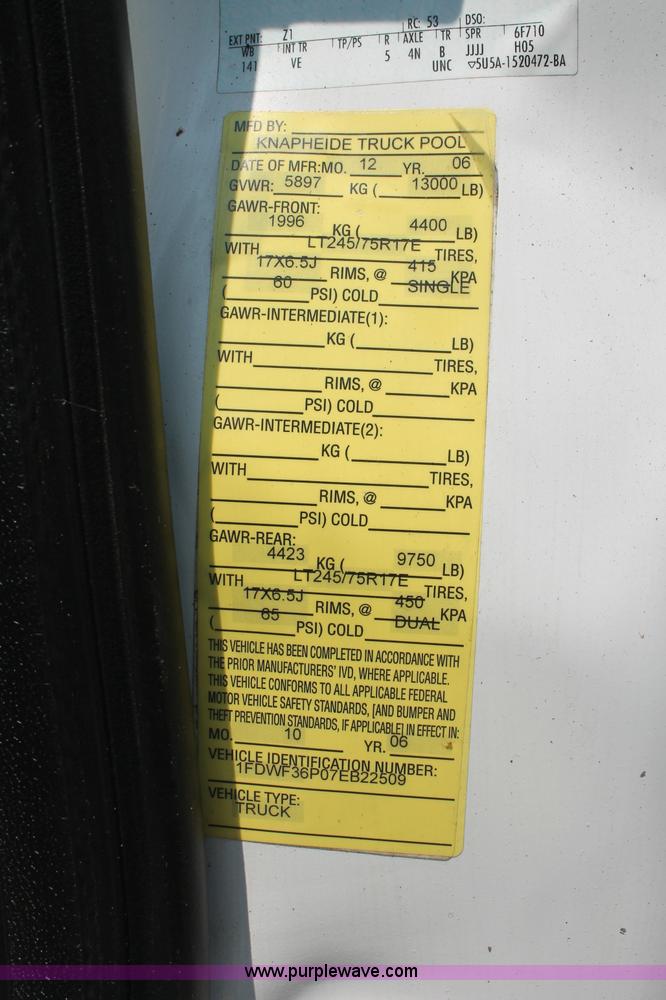 RC: 53 DSO:
EXT PNT: Z1
WB INT TR TP/PS R AXLE TR SPR 6F710
141 VE 5 4N B JJJJ H05
UNC ▽5U5A-1520472-BA
MFD BY:
KNAPHEIDE TRUCK POOL
DATE OF MFR:MO. 12 YR. 06
GVWR: 5897 KG ( 13000 LB)
GAWR-FRONT:
1996 KG ( 4400 LB)
WITH LT245/75R17E TIRES,
17X6.5J RIMS, @ 415 KPA
( 60 PSI) COLD SINGLE
GAWR-INTERMEDIATE(1):
KG ( LB)
WITH TIRES,
RIMS, @ KPA
( PSI) COLD
GAWR-INTERMEDIATE(2):
KG ( LB)
WITH TIRES,
RIMS, @ KPA
( PSI) COLD
GAWR-REAR:
4423 KG ( 9750 LB)
WITH LT245/75R17E TIRES,
17X6.5J RIMS, @ 450 KPA
( 65 PSI) COLD DUAL
THIS VEHICLE HAS BEEN COMPLETED IN ACCORDANCE WITH
THE PRIOR MANUFACTURERS' IVD, WHERE APPLICABLE.
THIS VEHICLE CONFORMS TO ALL APPLICABLE FEDERAL
MOTOR VEHICLE SAFETY STANDARDS, [AND BUMPER AND
THEFT PREVENTION STANDARDS, IF APPLICABLE] IN EFFECT IN:
MO. 10 YR. 06
VEHICLE IDENTIFICATION NUMBER:
1FDWF36P07EB22509
VEHICLE TYPE:
TRUCK
www.purplewave.com